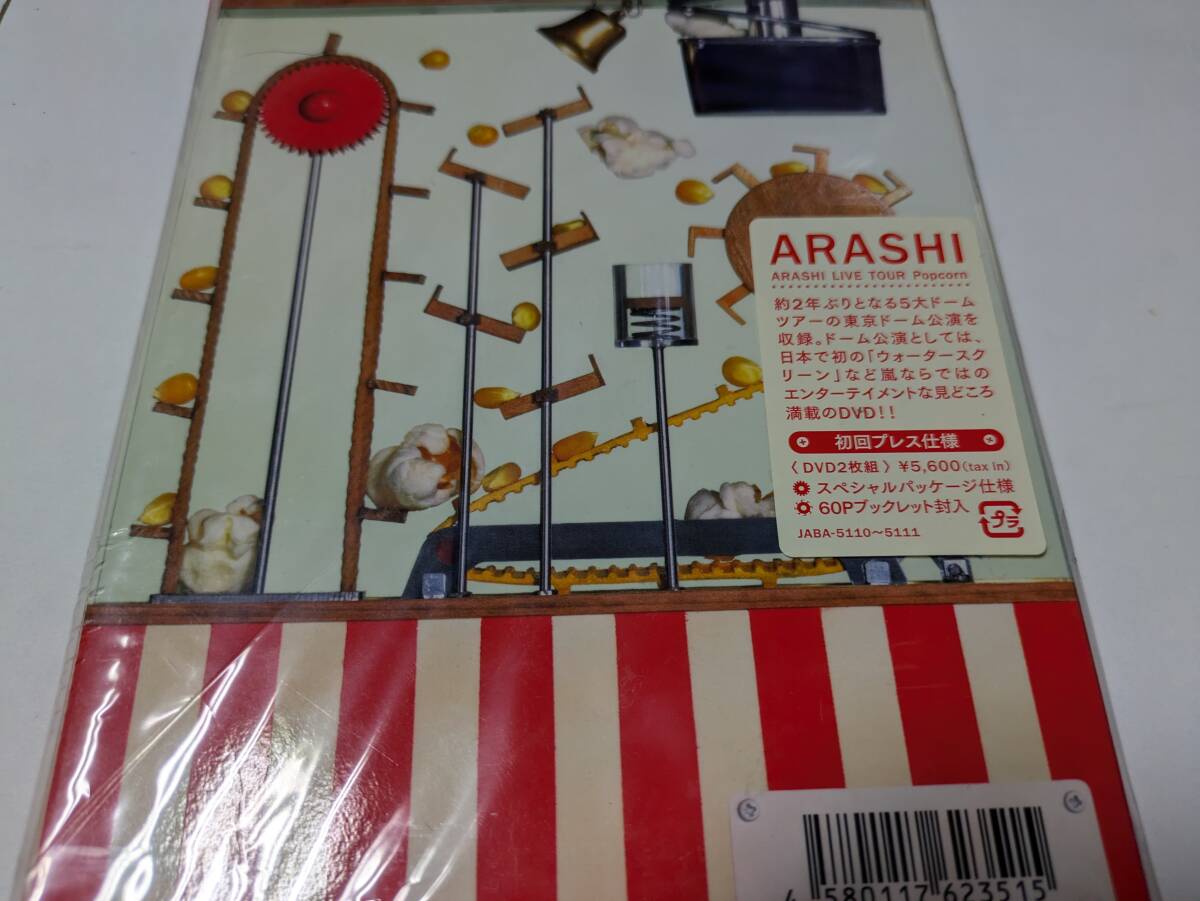 ARASHI
ARASHI LIVE TOUR Popcorn
約2年ぶりとなる5大ドーム
ツアーの東京ドーム公演を
収録。ドーム公演としては、
日本で初の「ウォータースク
リーン」など嵐ならではの
エンターテイメントな見どころ
満載のDVD!!
初回プレス仕様
〈DVD2枚組〉¥5,600(tax in)
スペシャルパッケージ仕様
60Pブックレット封入
プラ
JABA-5110〜5111
4 580117 623515